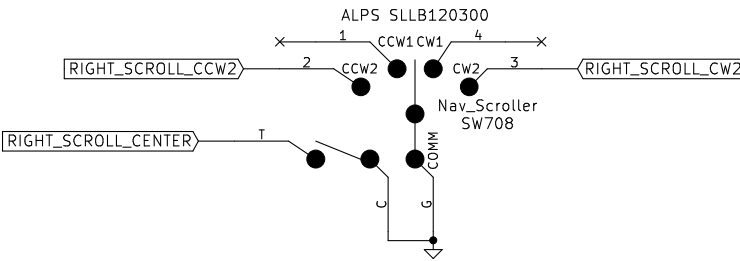 ALPS SLLB120300
1
CCW1
CW1
4
RIGHT_SCROLL_CCW2
2
CCW2
CW2
3
RIGHT_SCROLL_CW2
Nav_Scroller
SW708
RIGHT_SCROLL_CENTER
T
COMM
C
G